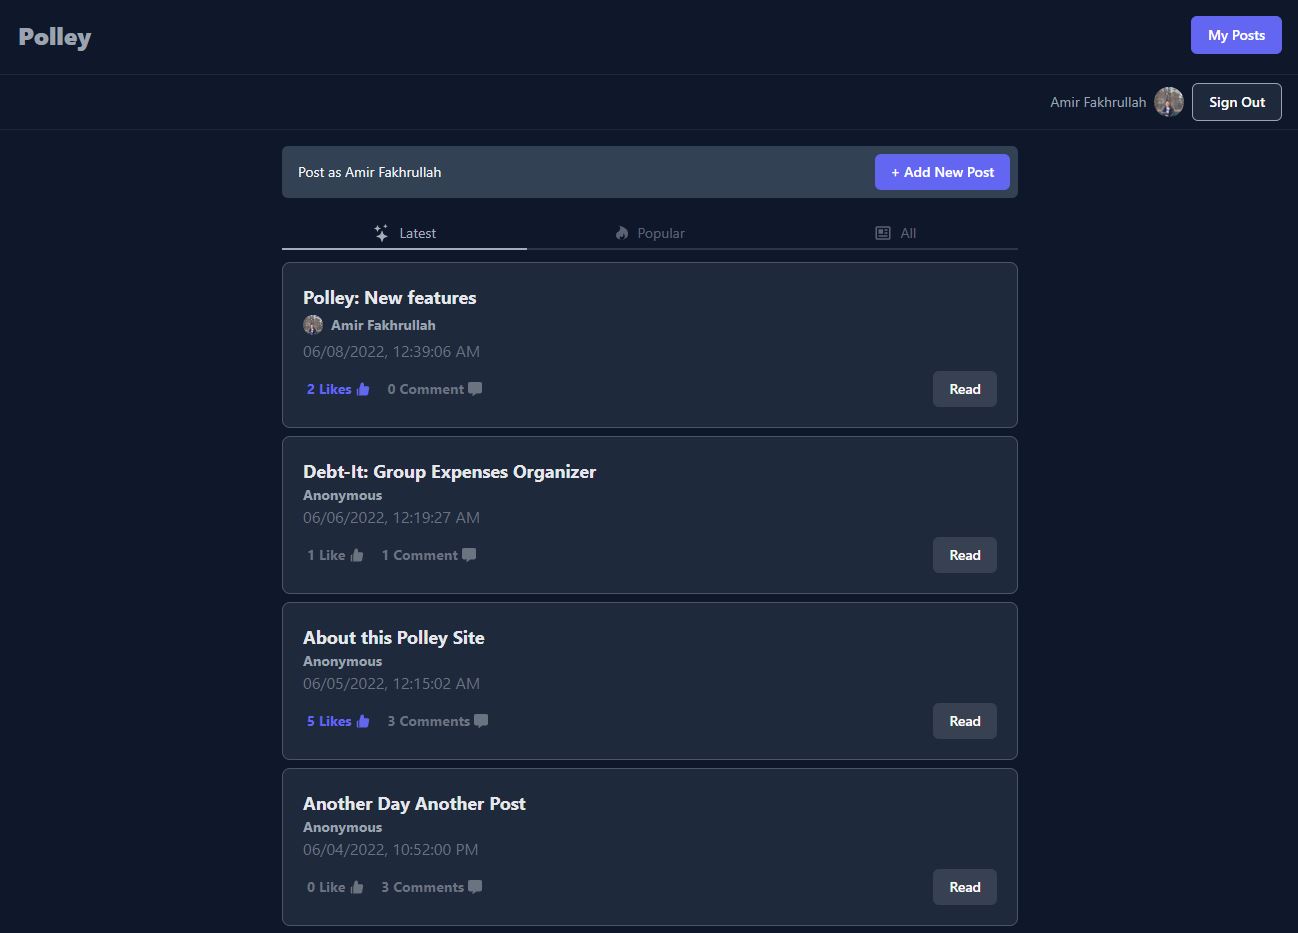 Polley
My Posts
Amir Fakhrullah
Sign Out
Post as Amir Fakhrullah
+ Add New Post
Latest
Popular
All
Polley: New features
Amir Fakhrullah
06/08/2022, 12:39:06 AM
2 Likes
0 Comment
Read
Debt-It: Group Expenses Organizer
Anonymous
06/06/2022, 12:19:27 AM
1 Like
1 Comment
Read
About this Polley Site
Anonymous
06/05/2022, 12:15:02 AM
5 Likes
3 Comments
Read
Another Day Another Post
Anonymous
06/04/2022, 10:52:00 PM
0 Like
3 Comments
Read